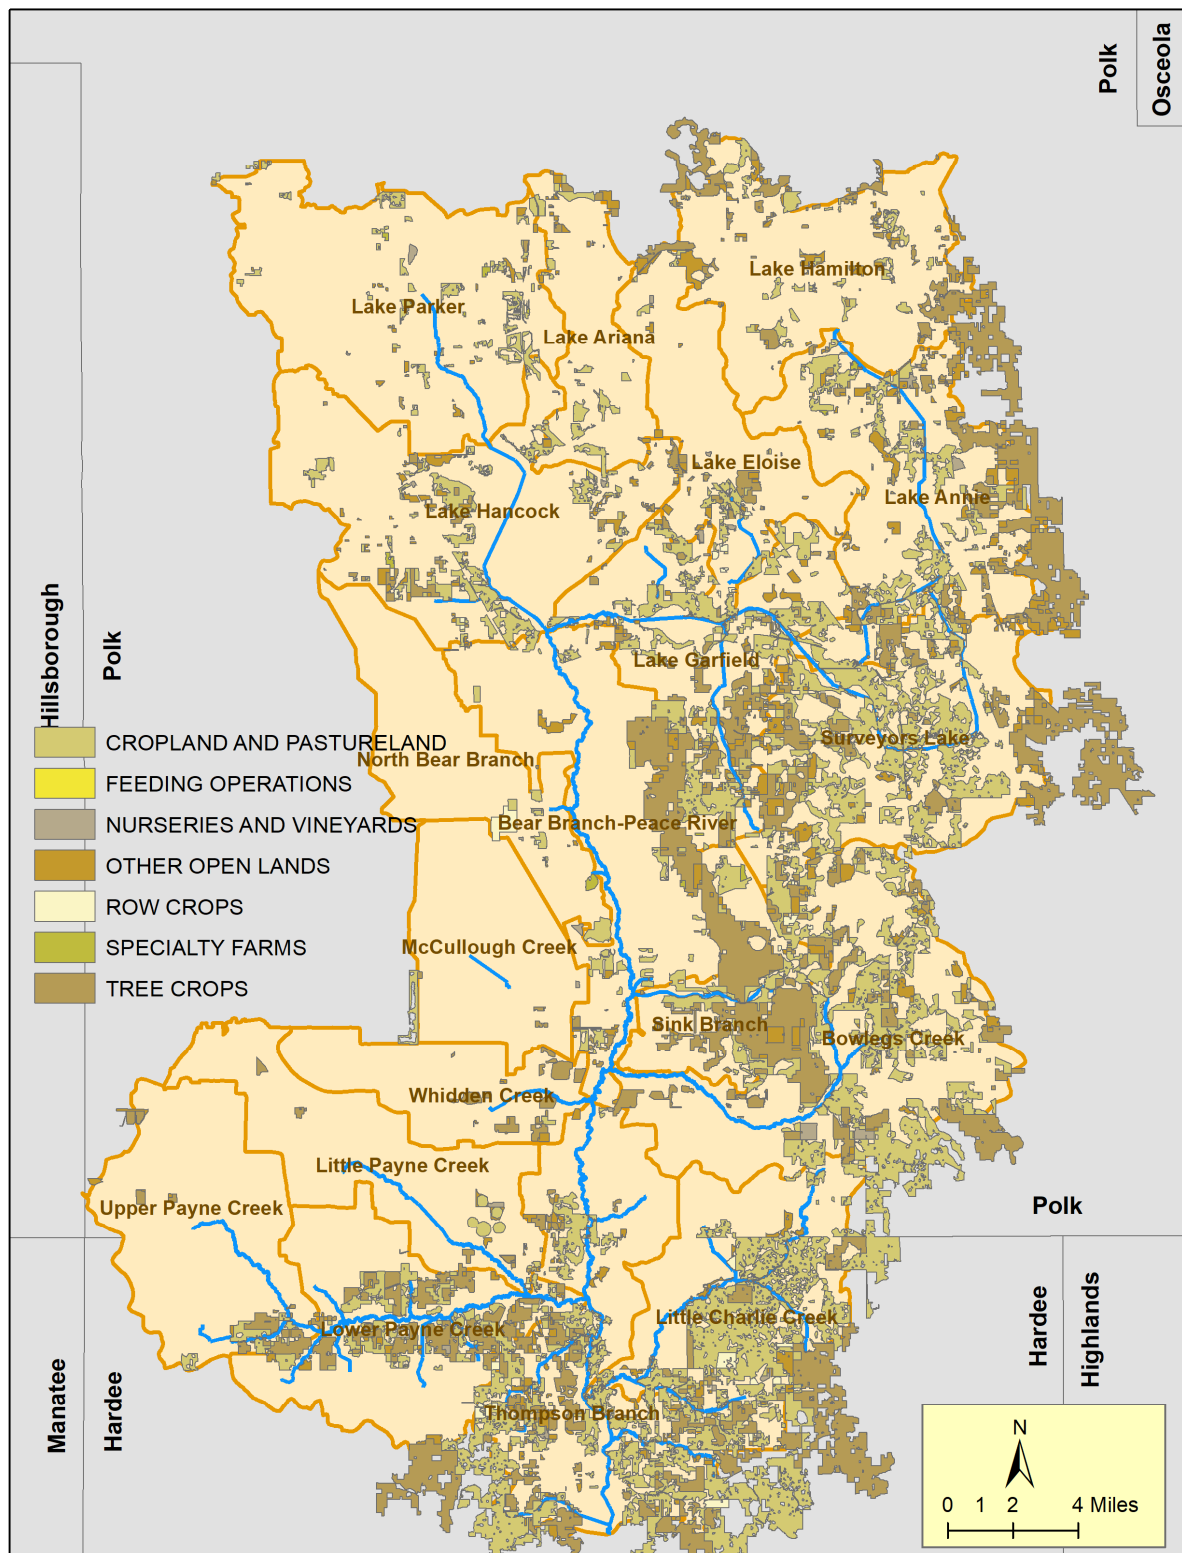 Polk
Osceola
Lake Hamilton
Lake Parker
Lake Ariana
Lake Eloise
Lake Annie
Lake Hancock
Hillsborough
Polk
Lake Garfield
Surveyors Lake
CROPLAND AND PASTURELAND
North Bear Branch
FEEDING OPERATIONS
NURSERIES AND VINEYARDS
Bear Branch-Peace River
OTHER OPEN LANDS
ROW CROPS
SPECIALTY FARMS
McCullough Creek
TREE CROPS
Sink Branch
Bowlegs Creek
Whidden Creek
Little Payne Creek
Upper Payne Creek
Polk
Hardee
Highlands
Little Charlie Creek
Lower Payne Creek
Manatee
Hardee
Thompson Branch
N
0 1 2 4 Miles